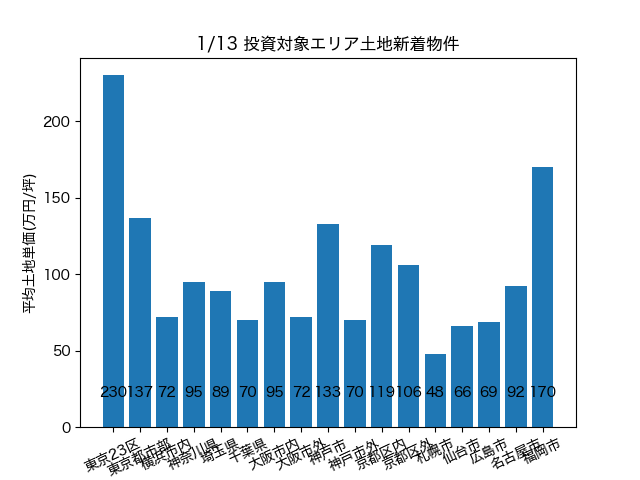 1/13 投資対象エリア土地新着物件
平均土地単価(万円/坪)
200
150
100
50
0
230 137 72 95 89 70 95 72 133 70 119 106 48 66 69 92 170
東京23区
東京都市部
横浜市内
神奈川県
埼玉県
千葉県
大阪市内
大阪市外
神戸市
神戸市外
京都区内
京都区外
札幌市
仙台市
広島市
名古屋市
福岡市